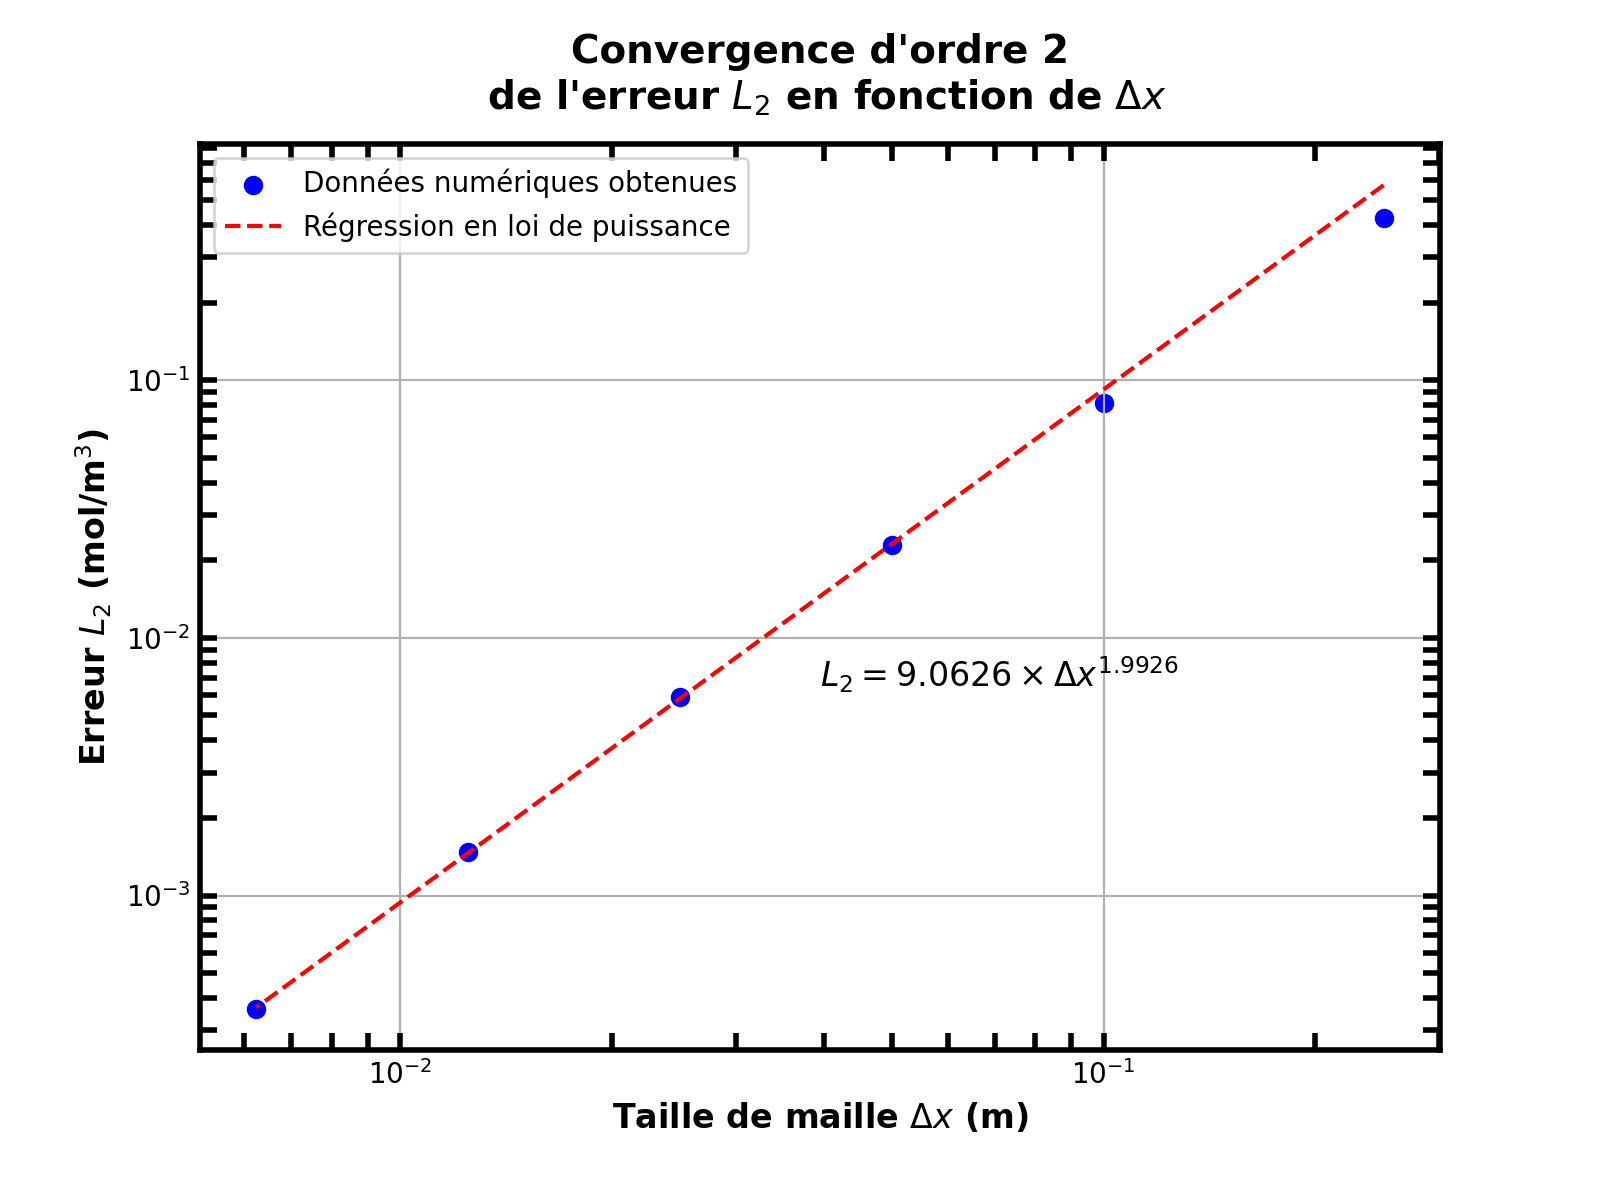 Convergence d'ordre 2
de l'erreur L₂ en fonction de Δx
Données numériques obtenues
Régression en loi de puissance
10⁻¹
10⁻²
10⁻³
Erreur L₂ (mol/m³)
L₂ = 9.0626 × Δx¹·⁹⁹²⁶
10⁻²
10⁻¹
Taille de maille Δx (m)